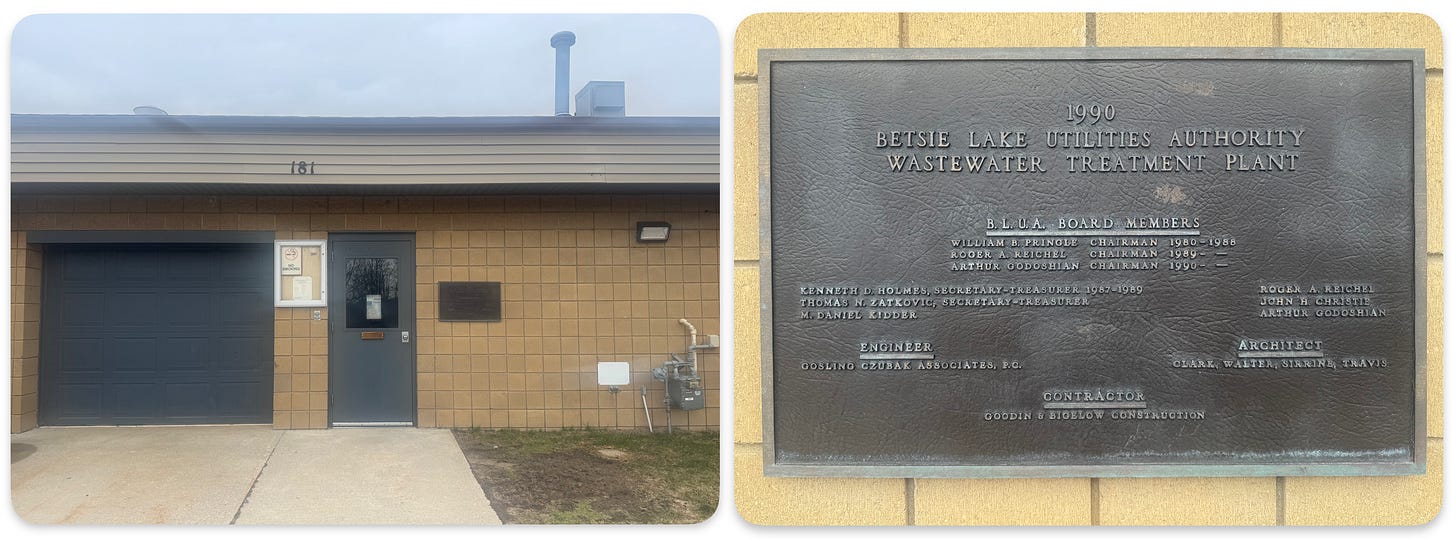 181
NO
SMOKING
1990
BETSIE LAKE UTILITIES AUTHORITY
WASTEWATER TREATMENT PLANT
B.L.U.A. BOARD MEMBERS
WILLIAM B. PRINGLE CHAIRMAN 1980-1988
ROGER A. REICHEL CHAIRMAN 1989- —
ARTHUR GODOSHIAN CHAIRMAN 1990- —
KENNETH D. HOLMES, SECRETARY-TREASURER 1987-1989
THOMAS N. ZATKOVIC, SECRETARY-TREASURER
M. DANIEL KIDDER
ROGER A. REICHEL
JOHN H. CHRISTIE
ARTHUR GODOSHIAN
ENGINEER
GOSLING CZUBAK ASSOCIATES, P.C.
ARCHITECT
CLARK, WALTER, SIRRINE, TRAVIS
CONTRACTOR
GOODIN & BIGELOW CONSTRUCTION